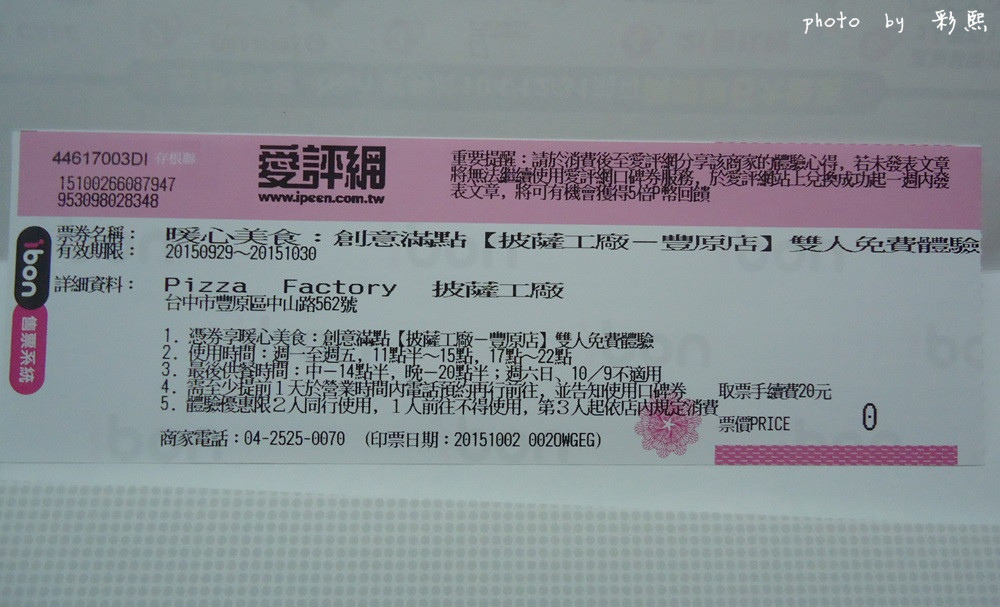 photo by 彩熙
44617003DI 存根聯
15100266087947
953098028348
愛評網
www.ipeen.com.tw
重要提醒：請於消費後至愛評網分享該商家的體驗心得，若未發表文章
將無法繼續使用愛評網口碑券服務，於愛評網站上兌換成功起一週內發
表文章，將可有機會獲得5倍P幣回饋
ibon
售票系統
票券名稱： 暖心美食：創意滿點【披薩工廠－豐原店】雙人免費體驗
有效期限： 20150929～20151030
詳細資料： Pizza Factory 披薩工廠
台中市豐原區中山路562號
1. 憑券享暖心美食：創意滿點【披薩工廠－豐原店】雙人免費體驗
2. 使用時間：週一至週五，11點半～15點，17點～22點
3. 最後供餐時間：中－14點半，晚－20點半；週六日、10／9不適用
4. 需至少提前1天於營業時間內電話預約再行前往，並告知使用口碑券
5. 體驗優惠限2人同行使用，1人前往不得使用，第3人起依店內規定消費
取票手續費20元
票價PRICE 0
商家電話：04-2525-0070 (印票日期：20151002 0020WGEG)